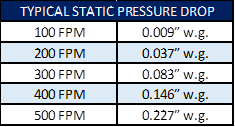 TYPICAL STATIC PRESSURE DROP
100 FPM 0.009" w.g.
200 FPM 0.037" w.g.
300 FPM 0.083" w.g.
400 FPM 0.146" w.g.
500 FPM 0.227" w.g.